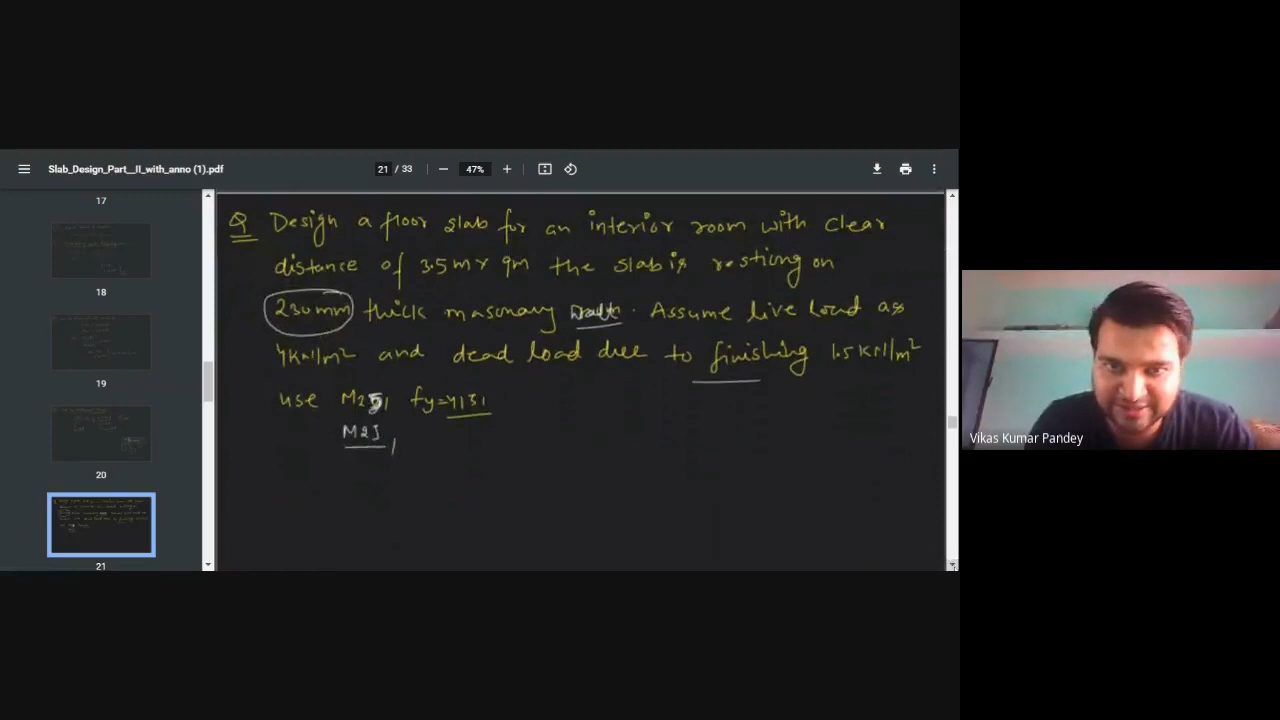 Slab_Design_Part__II_with_anno (1).pdf
21 / 33
47%
17
18
19
20
21
Q Design a floor slab for an interior room with clear
distance of 3.5m x 9m the slab is resting on
230mm thick masonary wall. Assume live load as
4KN/m² and dead load due to finishing 1.5KN/m²
use M25, fy=415,
M25,
Vikas Kumar Pandey